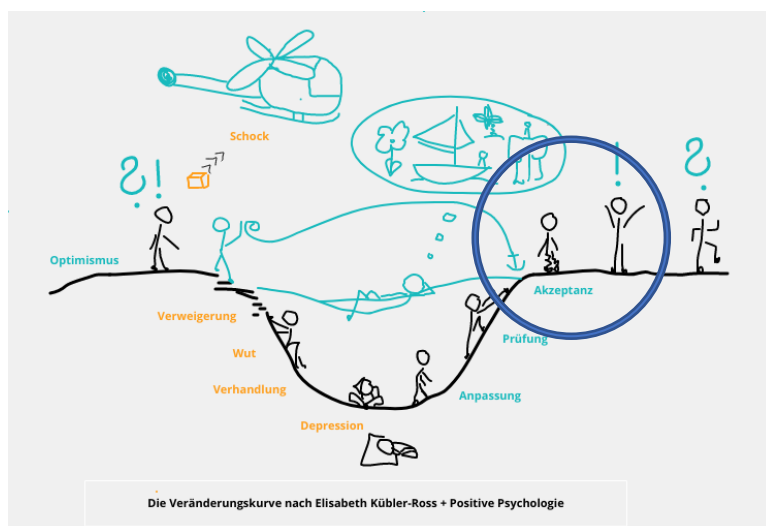 Schock
?!
!
?
Optimismus
Akzeptanz
Verweigerung
Prüfung
Wut
Verhandlung
Anpassung
Depression
Die Veränderungskurve nach Elisabeth Kübler-Ross + Positive Psychologie